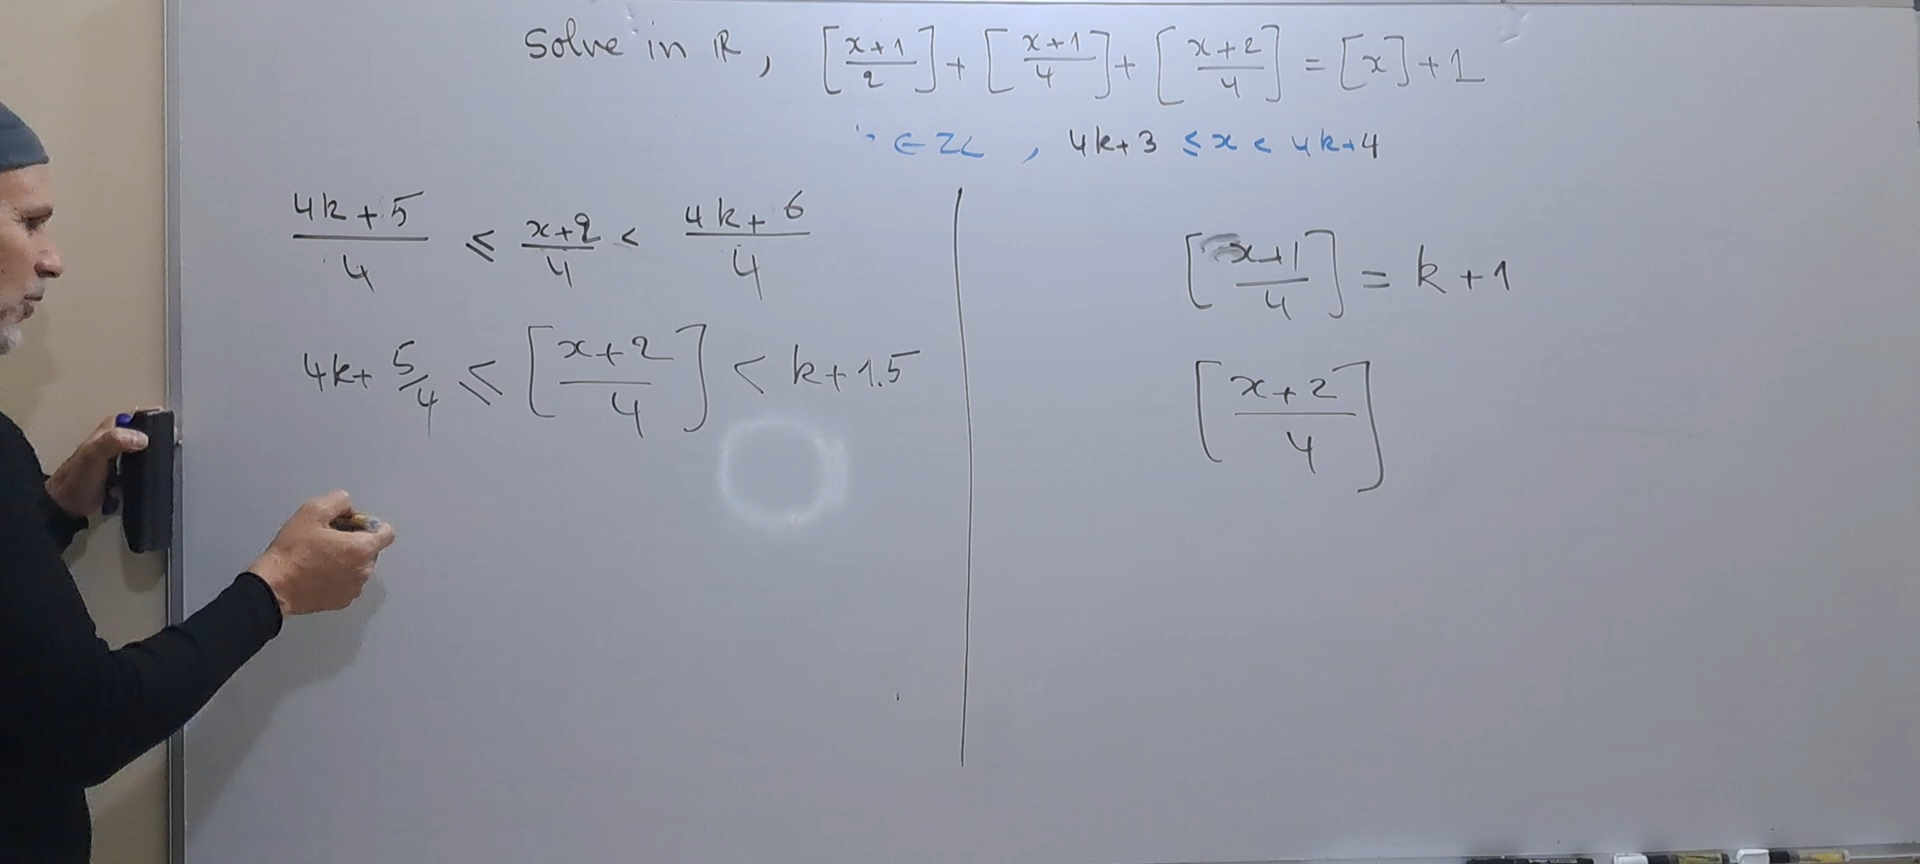 Solve in ℝ, [x+1/2] + [x+1/4] + [x+2/4] = [x]+1
∈ ℤ, 4k+3 ≤ x < 4k+4
4k+5/4 ≤ x+2/4 < 4k+6/4
4k+5/4 ≤ [x+2/4] < k+1.5
[x+1/4] = k+1
[x+2/4]